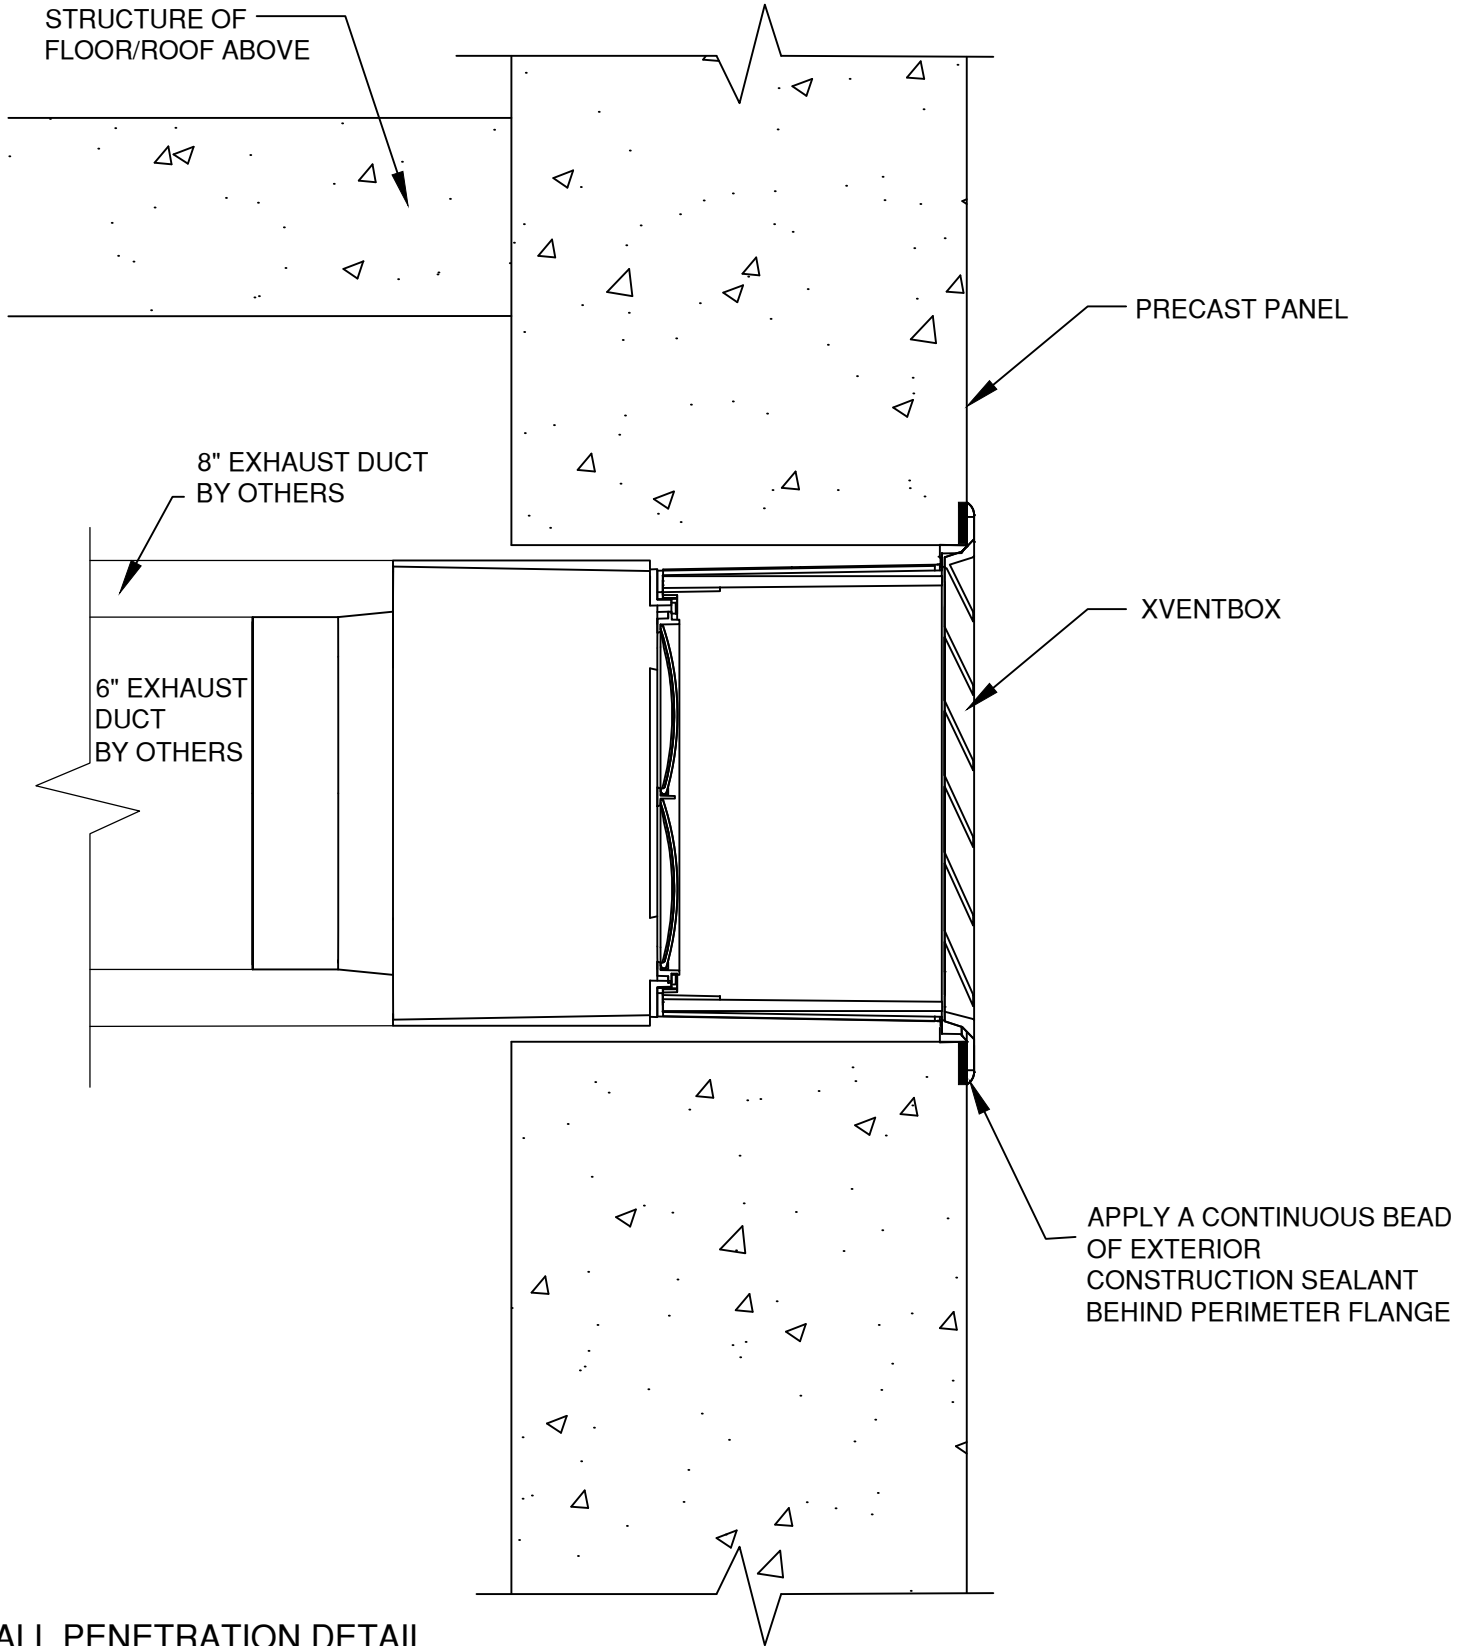 STRUCTURE OF
FLOOR/ROOF ABOVE
PRECAST PANEL
8" EXHAUST DUCT
BY OTHERS
XVENTBOX
6" EXHAUST
DUCT
BY OTHERS
APPLY A CONTINUOUS BEAD
OF EXTERIOR
CONSTRUCTION SEALANT
BEHIND PERIMETER FLANGE
PENETRATION DETAIL